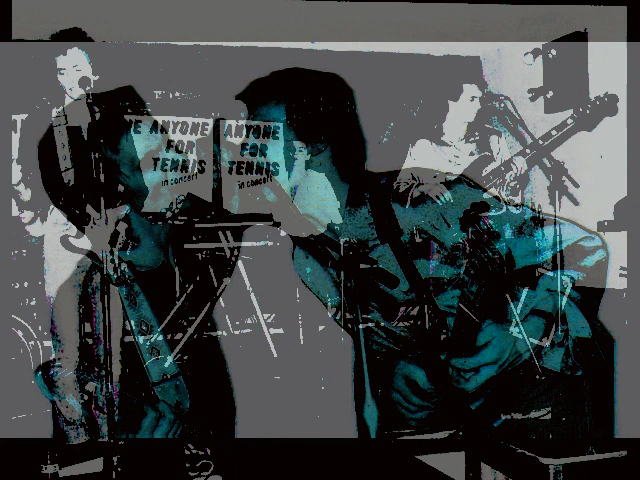 ANYONE
FOR
TENNIS
in concert
ANYONE
FOR
TENNIS
in concert